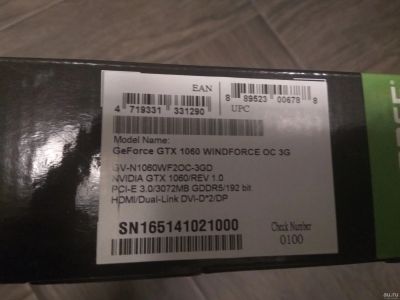 EAN
4 719331 331290
8 89523 00678 8
UPC
Model Name:
GeForce GTX 1060 WINDFORCE OC 3G
GV-N1060WF2OC-3GD
NVIDIA GTX 1060/REV 1.0
PCI-E 3.0/3072MB GDDR5/192 bit
HDMI/Dual-Link DVI-D*2/DP
SN165141021000
Check Number
0100
au.ru